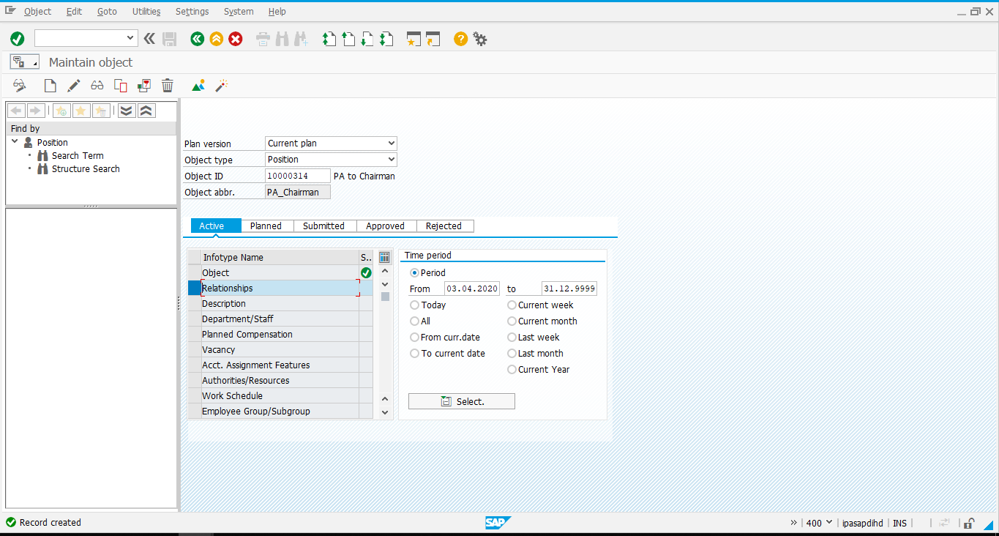 Object Edit Goto Utilities Settings System Help
Maintain object
Find by
Position
Search Term
Structure Search
Plan version Current plan
Object type Position
Object ID 10000314 PA to Chairman
Object abbr. PA_Chairman
Active Planned Submitted Approved Rejected
Infotype Name S..
Object
Relationships
Description
Department/Staff
Planned Compensation
Vacancy
Acct. Assignment Features
Authorities/Resources
Work Schedule
Employee Group/Subgroup
Time period
Period
From 03.04.2020 to 31.12.9999
Today Current week
All Current month
From curr.date Last week
To current date Last month
Current Year
Select.
Record created
SAP
400 ipasapdihd INS